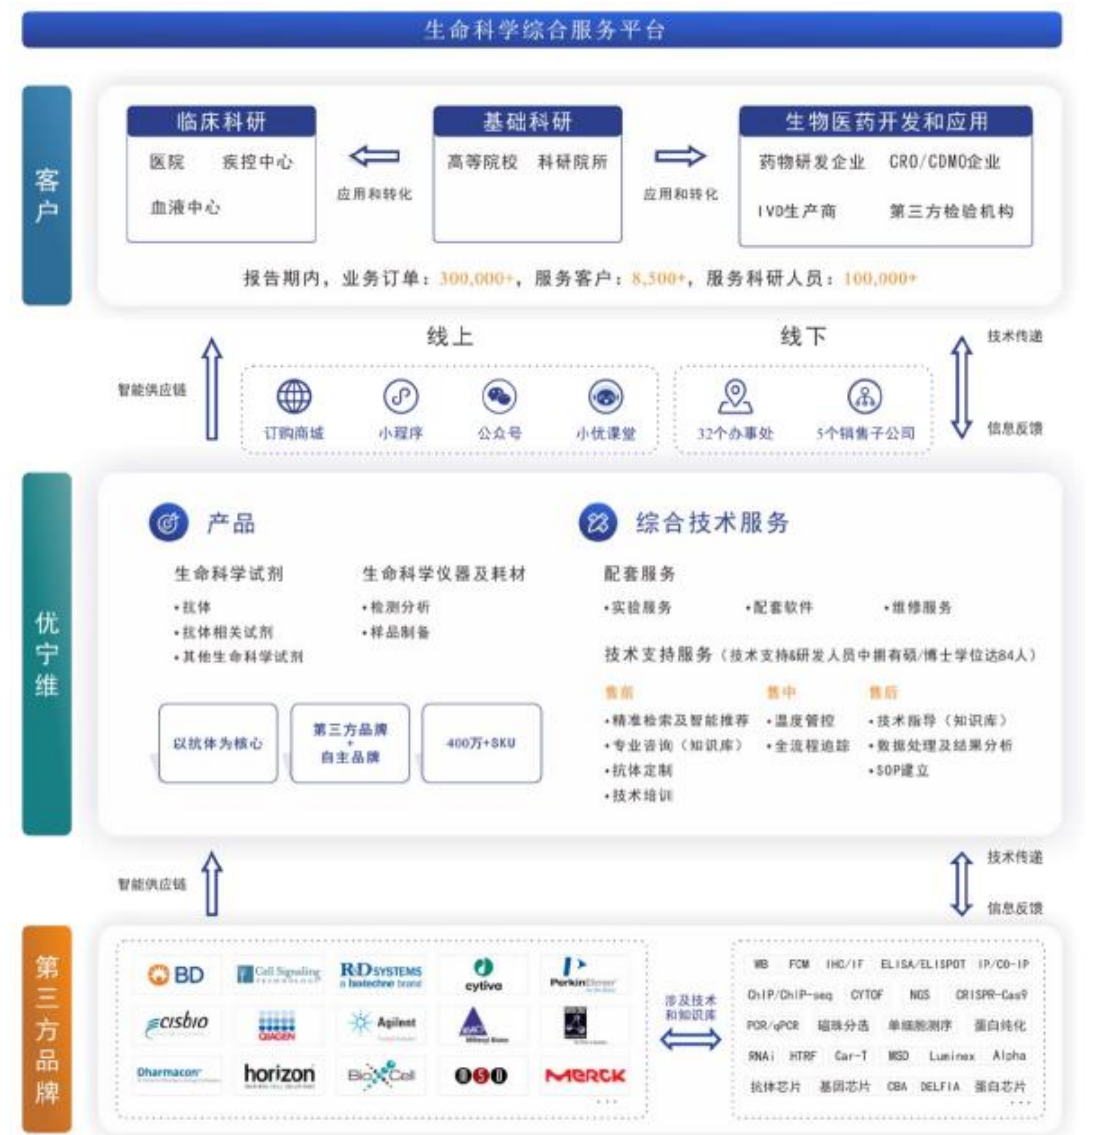 生命科学综合服务平台
客户
临床科研
医院 疾控中心
血液中心
应用和转化
基础科研
高等院校 科研院所
应用和转化
生物医药开发和应用
药物研发企业 CRO/CDMO企业
IVD生产商 第三方检验机构
报告期内，业务订单：300,000+，服务客户：8,500+，服务科研人员：100,000+
智能供应链
线上
订购商城 小程序 公众号 小优课堂
线下
32个办事处 5个销售子公司
技术传递
信息反馈
优宁维
产品
生命科学试剂
•抗体
•抗体相关试剂
•其他生命科学试剂
生命科学仪器及耗材
•检测分析
•样品制备
以抗体为核心
第三方品牌
+
自主品牌
400万+SKU
综合技术服务
配套服务
•实验服务 •配套软件 •维修服务
技术支持服务（技术支持&研发人员中拥有硕/博士学位达84人）
售前
•精准检索及智能推荐
•专业咨询（知识库）
•抗体定制
•技术培训
售中
•温度管控
•全流程追踪
售后
•技术指导（知识库）
•数据处理及结果分析
•SOP建立
智能供应链
技术传递
信息反馈
第三方品牌
BD
Cell Signaling
TECHNOLOGY
R&D SYSTEMS
a biotechne brand
cytiva
PerkinElmer
cisbio
QIAGEN
Agilent
Miltenyi Biotec
Dharmacon
horizon
BioXCell
MSD
MERCK
...
涉及技术
和知识库
WB FCM IHC/IF ELISA/ELISPOT IP/CO-IP
ChIP/ChIP-seq CYTOF NGS CRISPR-Cas9
PCR/qPCR 磁珠分选 单细胞测序 蛋白纯化
RNAi HTRF Car-T MSD Luminex Alpha
抗体芯片 基因芯片 CBA DELFIA 蛋白芯片
...